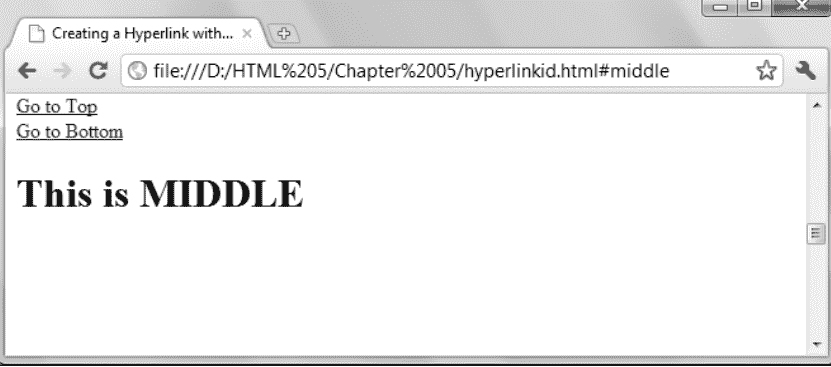 Creating a Hyperlink with...
file:///D:/HTML%205/Chapter%2005/hyperlinkid.html#middle
Go to Top
Go to Bottom
This is MIDDLE